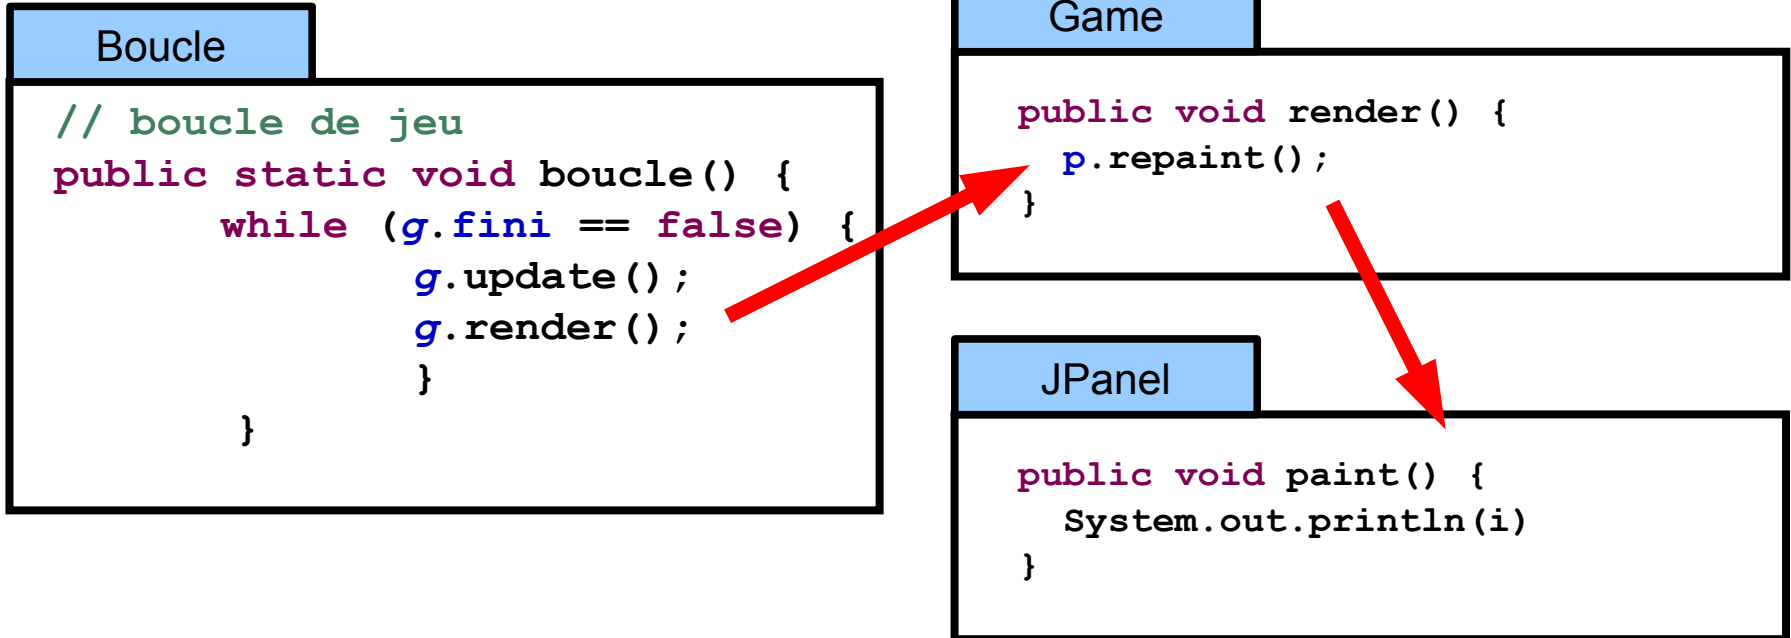 Boucle
// boucle de jeu
public static void boucle() {
while (g.fini == false) {
g.update();
g.render();
}
}
Game
public void render() {
p.repaint();
}
JPanel
public void paint() {
System.out.println(i)
}